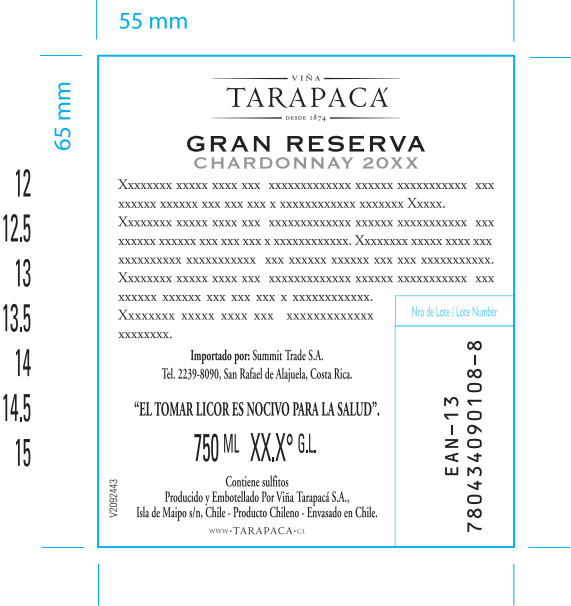 55 mm
65 mm
12
12.5
13
13.5
14
14.5
15
VIÑA
TARAPACÁ
DESDE 1874
GRAN RESERVA
CHARDONNAY 20XX
Xxxxxxxx xxxxx xxxx xxx xxxxxxxxxxxxx xxxxxx xxxxxxxxxxx xxx
xxxxxx xxxxxx xxx xxx xxx x xxxxxxxxxxxx xxxxxxx Xxxxx.
Xxxxxxxx xxxxx xxxx xxx xxxxxxxxxxxxx xxxxxx xxxxxxxxxxx xxx
xxxxxx xxxxxx xxx xxx xxx x xxxxxxxxxxxx. Xxxxxxxx xxxxx xxxx xxx
xxxxxxxxxx xxxxxxxxxxx xxx xxxxxx xxxxxx xxx xxx xxxxxxxxxxx.
Xxxxxxxx xxxxx xxxx xxx xxxxxxxxxxxxx xxxxxx xxxxxxxxxxx xxx
xxxxxx xxxxxx xxx xxx xxx x xxxxxxxxxxxx.
Xxxxxxxx xxxxx xxxx xxx xxxxxxxxxxxxx
xxxxxxxx.
Nro de Lote / Lote Number
Importado por: Summit Trade S.A.
Tel. 2239-8090, San Rafael de Alajuela, Costa Rica.
“EL TOMAR LICOR ES NOCIVO PARA LA SALUD”.
750 ML XX.X° G.L.
Contiene sulfitos
Producido y Embotellado Por Viña Tarapacá S.A.,
Isla de Maipo s/n, Chile - Producto Chileno - Envasado en Chile.
WWW•TARAPACA•CL
V2092443
EAN-13
7804340901088-8